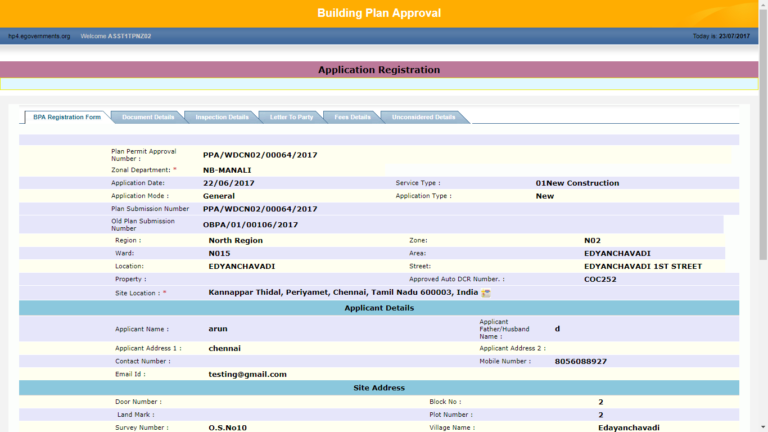 Building Plan Approval
hp4.egovernments.org Welcome ASST1TPNZ02 Today is: 23/07/2017
Application Registration
BPA Registration Form Document Details Inspection Details Letter To Party Fees Details Unconsidered Details
Plan Permit Approval
Number : PPA/WDCN02/00064/2017
Zonal Department: * NB-MANALI
Application Date: 22/06/2017 Service Type : 01New Construction
Application Mode : General Application Type : New
Plan Submission Number PPA/WDCN02/00064/2017
Old Plan Submission
Number OBPA/01/00106/2017
Region : North Region Zone: N02
Ward: N015 Area: EDYANCHAVADI
Location: EDYANCHAVADI Street: EDYANCHAVADI 1ST STREET
Property : Approved Auto DCR Number. : COC252
Site Location : * Kannappar Thidal, Periyamet, Chennai, Tamil Nadu 600003, India
Applicant Details
Applicant Name : arun Applicant
Father/Husband
Name : d
Applicant Address 1 : chennai Applicant Address 2 :
Contact Number : Mobile Number : 8056088927
Email Id : testing@gmail.com
Site Address
Door Number : Block No : 2
Land Mark : Plot Number : 2
Survey Number : O.S.No10 Village Name : Edayanchavadi